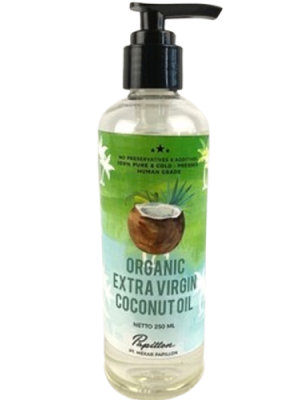 NO PRESERVATIVES & ADDITIVES
100% PURE & COLD - PRESSED
HUMAN GRADE
ORGANIC
EXTRA VIRGIN
COCONUT OIL
NETTO 250 ML
Papillon
PT. MEKAR PAPILLON